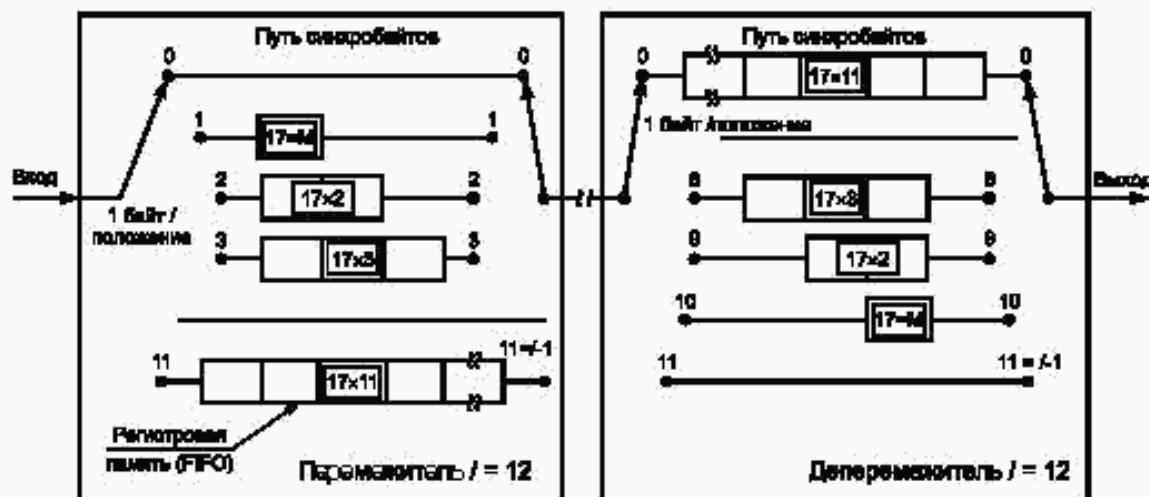 Путь синхробайтов
0
0
1
17=M
1
Вход
2
17×2
2
1 байт /
положение
3
17×3
3
11
17×11
11=I-1
Регистровая
память (FIFO)
Перемежитель I = 12
Путь синхробайтов
0
17×11
0
1 байт /положение
8
17×3
8
Выход
9
17×2
9
10
17=M
10
11
11 = I-1
Деперемежитель I = 12